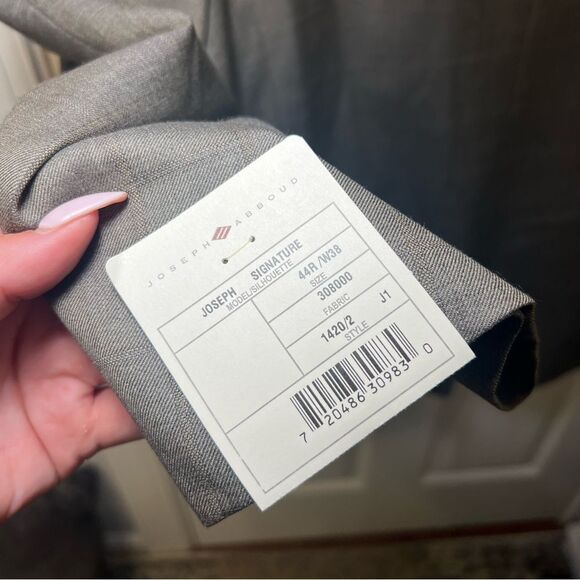 JOSEPH ABBOUD
JOSEPH SIGNATURE
MODEL/SILHOUETTE
44R/W38
SIZE
308000
FABRIC
1420/2 J1
STYLE
7 20486 30983 0